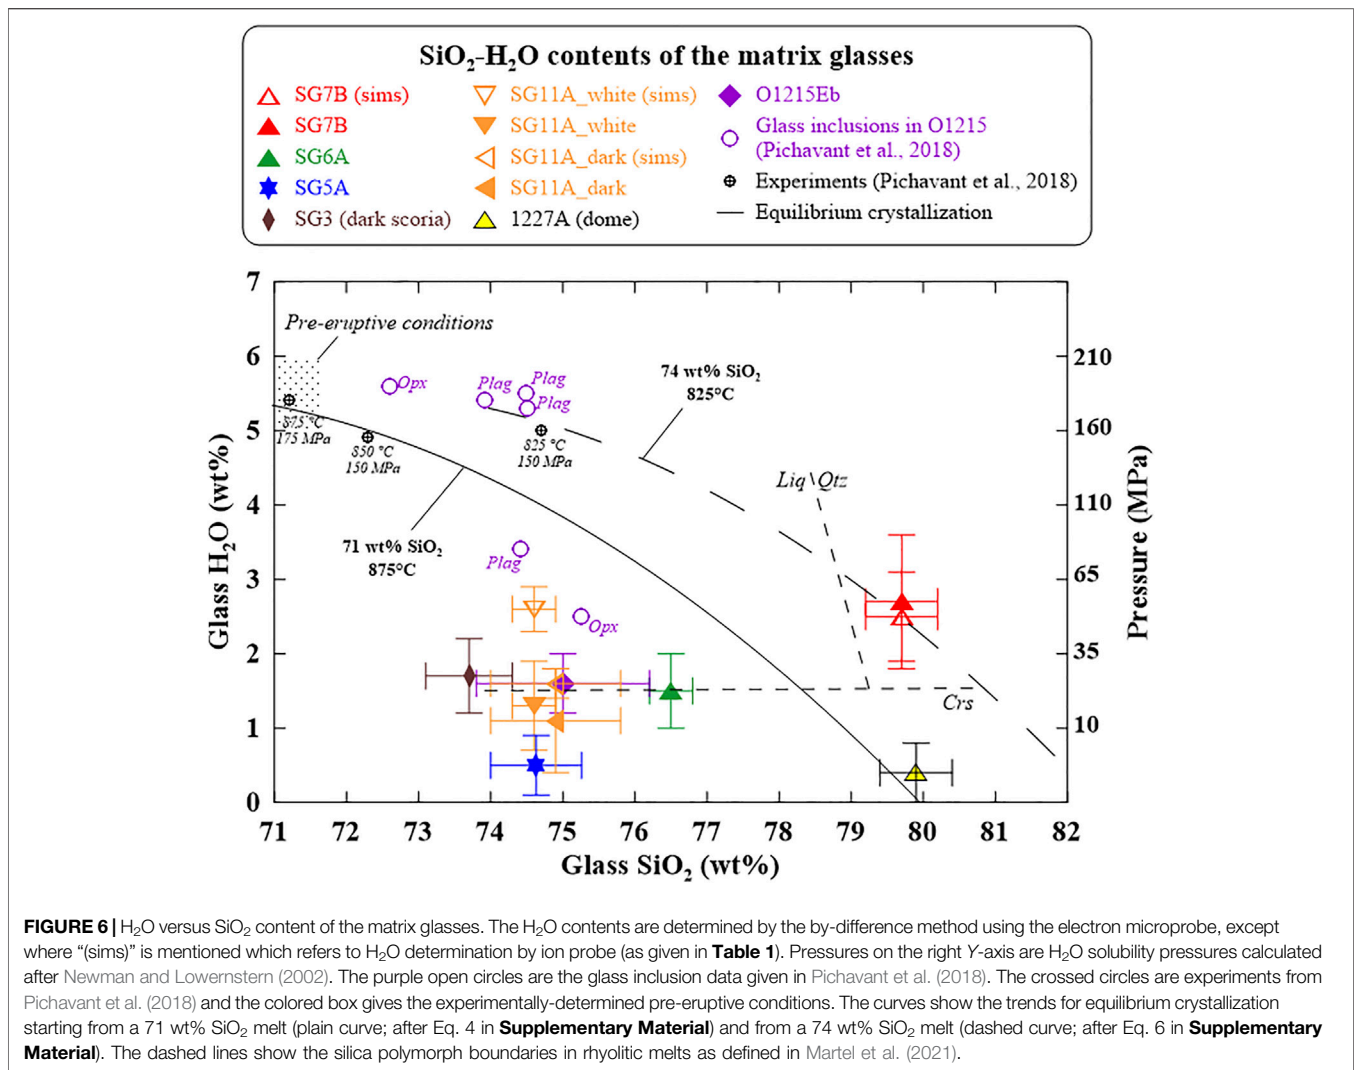 SiO2-H2O contents of the matrix glasses
SG7B (sims)
SG7B
SG6A
SG5A
SG3 (dark scoria)
SG11A_white (sims)
SG11A_white
SG11A_dark (sims)
SG11A_dark
1227A (dome)
O1215Eb
Glass inclusions in O1215
(Pichavant et al., 2018)
Experiments (Pichavant et al., 2018)
Equilibrium crystallization
7
6
5
4
3
2
1
0
Glass H2O (wt%)
71 72 73 74 75 76 77 78 79 80 81 82
Glass SiO2 (wt%)
210
160
110
65
35
10
Pressure (MPa)
Pre-eruptive conditions
875 °C
175 MPa
850 °C
150 MPa
Opx
Plag
Plag
Plag
825 °C
150 MPa
74 wt% SiO2
825°C
Liq \ Qtz
71 wt% SiO2
875°C
Plag
Opx
Crs
FIGURE 6 | H2O versus SiO2 content of the matrix glasses. The H2O contents are determined by the by-difference method using the electron microprobe, except
where “(sims)” is mentioned which refers to H2O determination by ion probe (as given in Table 1). Pressures on the right Y-axis are H2O solubility pressures calculated
after Newman and Lowernstern (2002). The purple open circles are the glass inclusion data given in Pichavant et al. (2018). The crossed circles are experiments from
Pichavant et al. (2018) and the colored box gives the experimentally-determined pre-eruptive conditions. The curves show the trends for equilibrium crystallization
starting from a 71 wt% SiO2 melt (plain curve; after Eq. 4 in Supplementary Material) and from a 74 wt% SiO2 melt (dashed curve; after Eq. 6 in Supplementary
Material). The dashed lines show the silica polymorph boundaries in rhyolitic melts as defined in Martel et al. (2021).